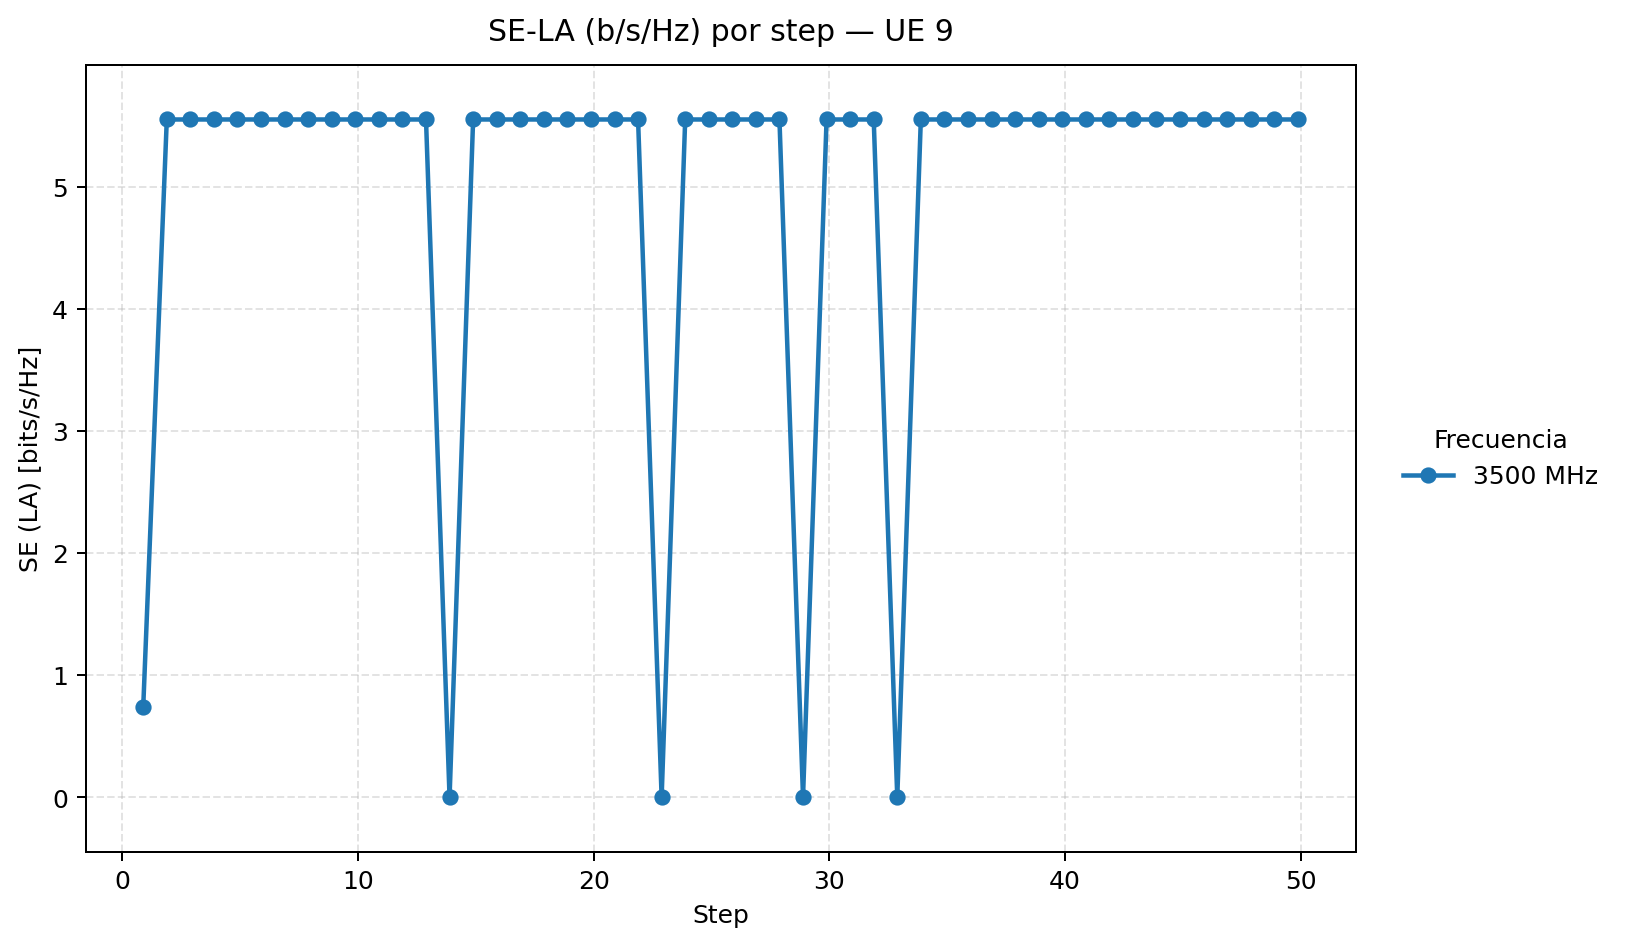 SE-LA (b/s/Hz) por step — UE 9
SE (LA) [bits/s/Hz]
5
4
3
2
1
0
0 10 20 30 40 50
Step
Frecuencia
3500 MHz